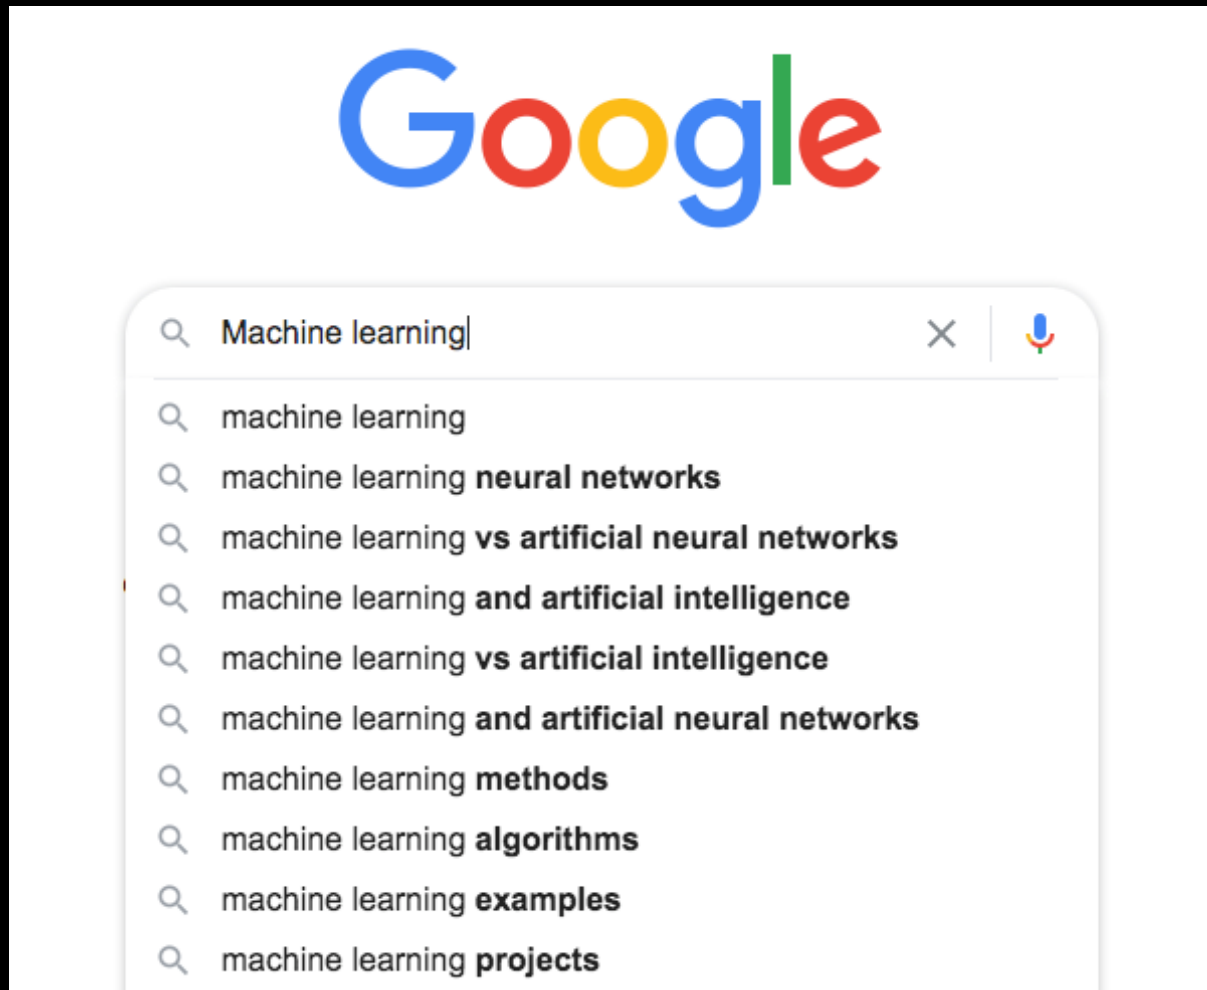 Google
Machine learning
machine learning
machine learning neural networks
machine learning vs artificial neural networks
machine learning and artificial intelligence
machine learning vs artificial intelligence
machine learning and artificial neural networks
machine learning methods
machine learning algorithms
machine learning examples
machine learning projects